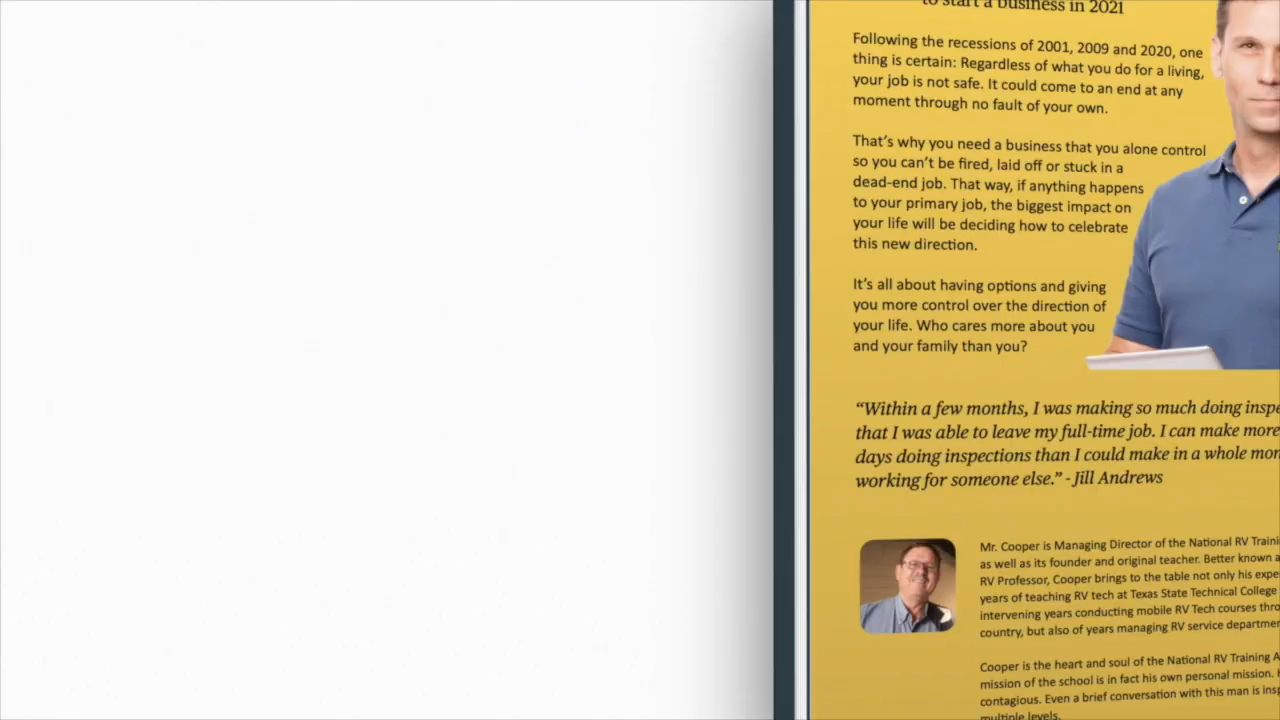 to start a business in 2021
Following the recessions of 2001, 2009 and 2020, one
thing is certain: Regardless of what you do for a living,
your job is not safe. It could come to an end at any
moment through no fault of your own.
That's why you need a business that you alone control
so you can't be fired, laid off or stuck in a
dead-end job. That way, if anything happens
to your primary job, the biggest impact on
your life will be deciding how to celebrate
this new direction.
It's all about having options and giving
you more control over the direction of
your life. Who cares more about you
and your family than you?
“Within a few months, I was making so much doing inspe
that I was able to leave my full-time job. I can make more
days doing inspections than I could make in a whole mon
working for someone else.” - Jill Andrews
Mr. Cooper is Managing Director of the National RV Traini
as well as its founder and original teacher. Better known a
RV Professor, Cooper brings to the table not only his expe
years of teaching RV tech at Texas State Technical College
intervening years conducting mobile RV Tech courses thro
country, but also of years managing RV service departmen
Cooper is the heart and soul of the National RV Training A
mission of the school is in fact his own personal mission.
contagious. Even a brief conversation with this man is insp
multiple levels.